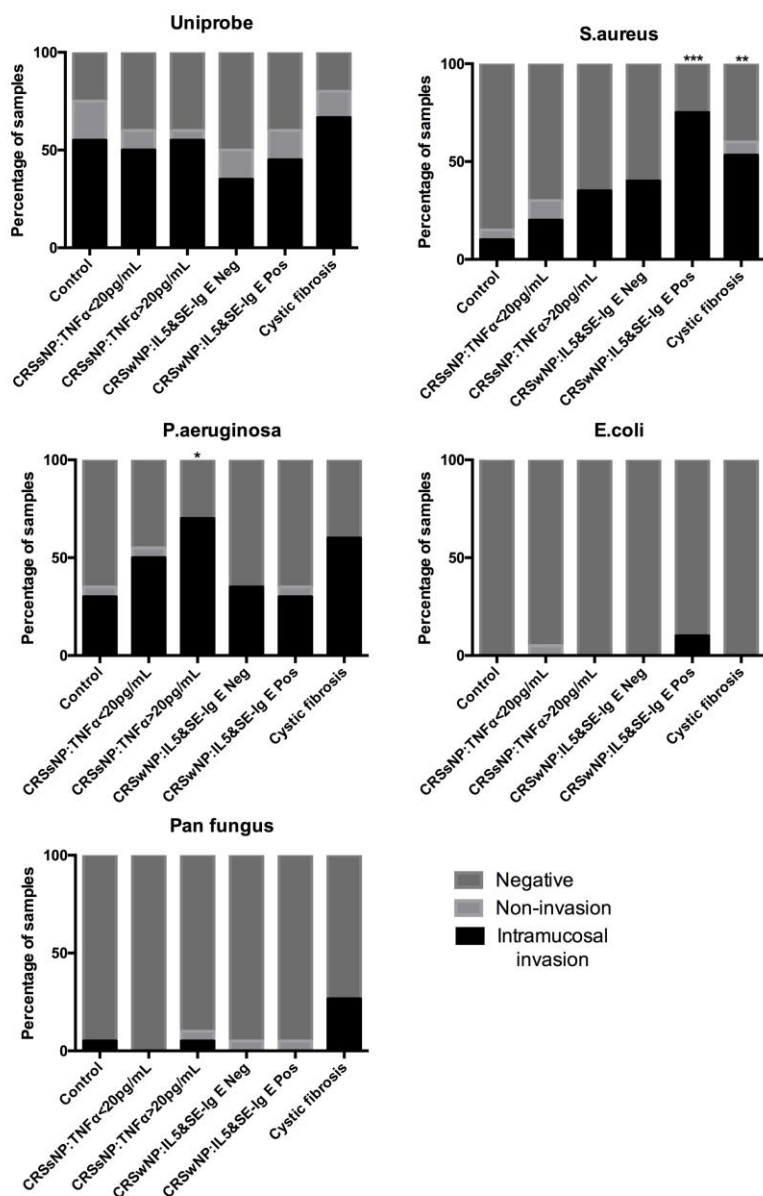 Uniprobe
100
50
0
Percentage of samples
Control
CRSsNP:TNFα<20pg/mL
CRSsNP:TNFα>20pg/mL
CRSwNP:IL5&SE-Ig E Neg
CRSwNP:IL5&SE-Ig E Pos
Cystic fibrosis
S.aureus
*** **
100
50
0
Percentage of samples
Control
CRSsNP:TNFα<20pg/mL
CRSsNP:TNFα>20pg/mL
CRSwNP:IL5&SE-Ig E Neg
CRSwNP:IL5&SE-Ig E Pos
Cystic fibrosis
P.aeruginosa
*
100
50
0
Percentage of samples
Control
CRSsNP:TNFα<20pg/mL
CRSsNP:TNFα>20pg/mL
CRSwNP:IL5&SE-Ig E Neg
CRSwNP:IL5&SE-Ig E Pos
Cystic fibrosis
E.coli
100
50
0
Percentage of samples
Control
CRSsNP:TNFα<20pg/mL
CRSsNP:TNFα>20pg/mL
CRSwNP:IL5&SE-Ig E Neg
CRSwNP:IL5&SE-Ig E Pos
Cystic fibrosis
Pan fungus
100
50
0
Percentage of samples
Control
CRSsNP:TNFα<20pg/mL
CRSsNP:TNFα>20pg/mL
CRSwNP:IL5&SE-Ig E Neg
CRSwNP:IL5&SE-Ig E Pos
Cystic fibrosis
Negative
Non-invasion
Intramucosal
invasion